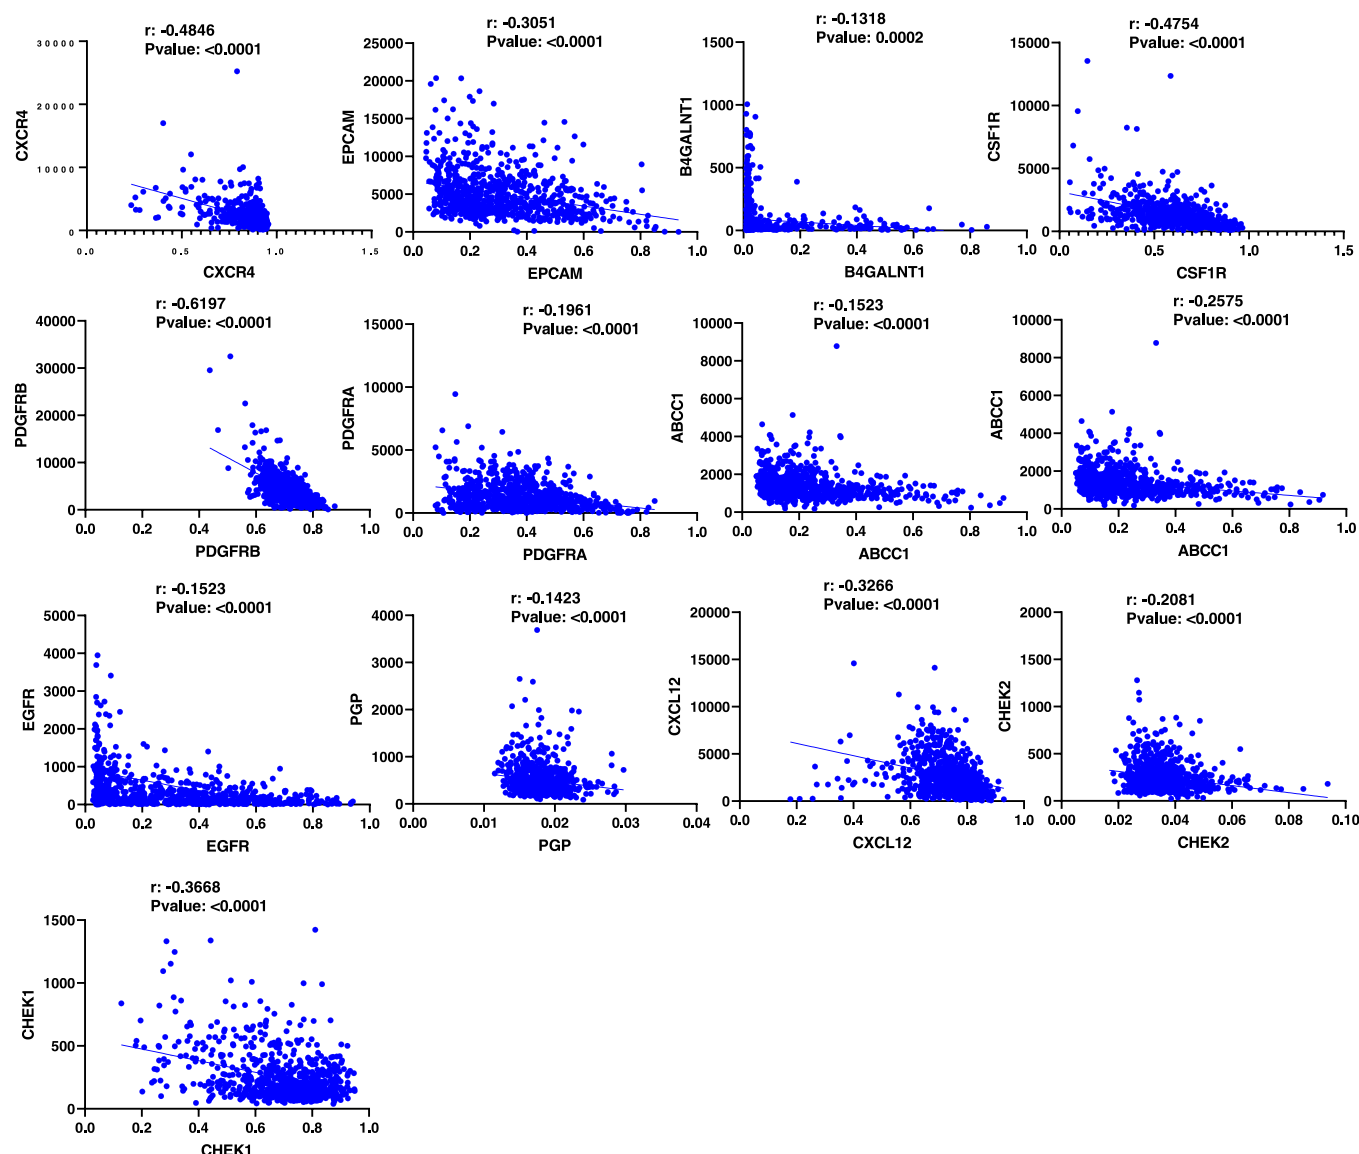 r: -0.4846
Pvalue: <0.0001
30000
20000
10000
0
CXCR4
0.0 0.5 1.0 1.5
CXCR4
r: -0.3051
Pvalue: <0.0001
25000
20000
15000
10000
5000
0
EPCAM
0.0 0.2 0.4 0.6 0.8 1.0
EPCAM
r: -0.1318
Pvalue: 0.0002
1500
1000
500
0
B4GALNT1
0.0 0.2 0.4 0.6 0.8 1.0
B4GALNT1
r: -0.4754
Pvalue: <0.0001
15000
10000
5000
0
CSF1R
0.0 0.5 1.0 1.5
CSF1R
r: -0.6197
Pvalue: <0.0001
40000
30000
20000
10000
0
PDGFRB
0.0 0.2 0.4 0.6 0.8 1.0
PDGFRB
r: -0.1961
Pvalue: <0.0001
15000
10000
5000
0
PDGFRA
0.0 0.2 0.4 0.6 0.8 1.0
PDGFRA
r: -0.1523
Pvalue: <0.0001
10000
8000
6000
4000
2000
0
ABCC1
0.0 0.2 0.4 0.6 0.8 1.0
ABCC1
r: -0.2575
Pvalue: <0.0001
10000
8000
6000
4000
2000
0
ABCC1
0.0 0.2 0.4 0.6 0.8 1.0
ABCC1
r: -0.1523
Pvalue: <0.0001
5000
4000
3000
2000
1000
0
EGFR
0.0 0.2 0.4 0.6 0.8 1.0
EGFR
r: -0.1423
Pvalue: <0.0001
4000
3000
2000
1000
0
PGP
0.00 0.01 0.02 0.03 0.04
PGP
r: -0.3266
Pvalue: <0.0001
20000
15000
10000
5000
0
CXCL12
0.0 0.2 0.4 0.6 0.8 1.0
CXCL12
r: -0.2081
Pvalue: <0.0001
2000
1500
1000
500
0
CHEK2
0.00 0.02 0.04 0.06 0.08 0.10
CHEK2
r: -0.3668
Pvalue: <0.0001
1500
1000
500
0
CHEK1
0.0 0.2 0.4 0.6 0.8 1.0
CHEK1